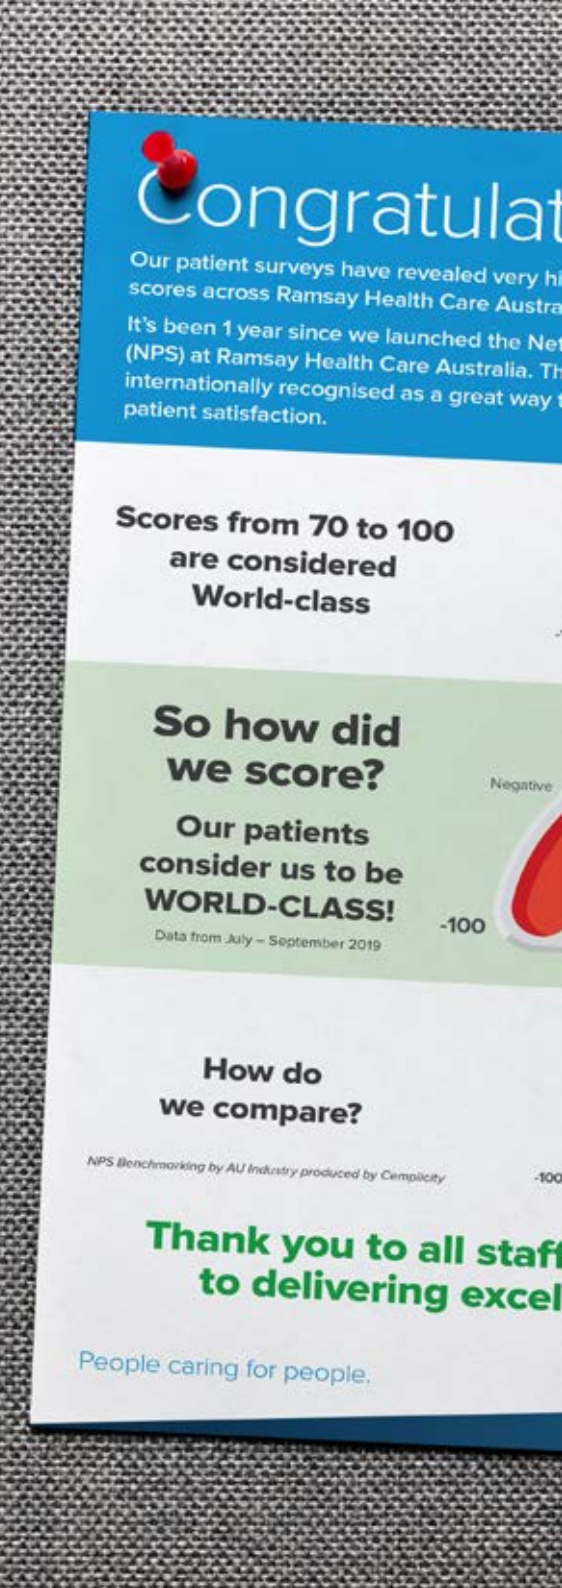 Congratulat
Our patient surveys have revealed very hi
scores across Ramsay Health Care Austra
It's been 1 year since we launched the Net
(NPS) at Ramsay Health Care Australia. Th
internationally recognised as a great way t
patient satisfaction.
Scores from 70 to 100
are considered
World-class
So how did
we score?
Our patients
consider us to be
WORLD-CLASS!
Data from July – September 2019
Negative
-100
How do
we compare?
NPS Benchmarking by AU Industry produced by Cemplicity
-100
Thank you to all staff
to delivering excel
People caring for people.